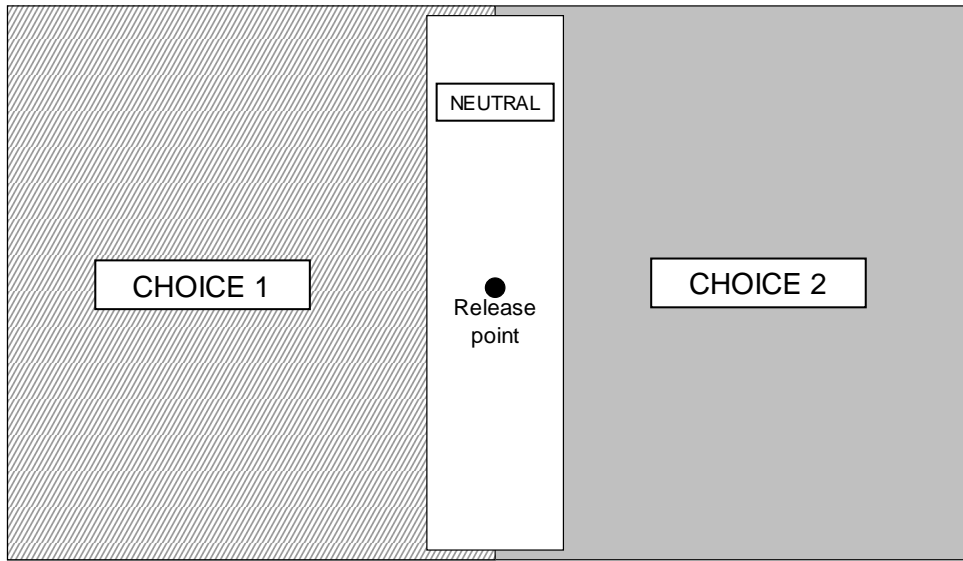 NEUTRAL
CHOICE 1
CHOICE 2
Release
point